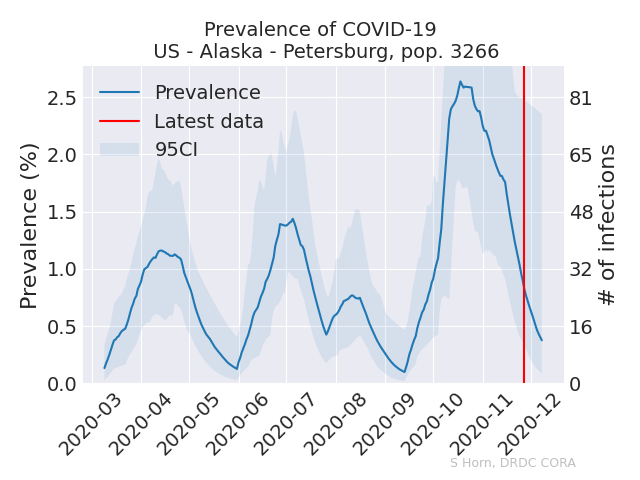 Prevalence of COVID-19
US - Alaska - Petersburg, pop. 3266
Prevalence
Latest data
95CI
Prevalence (%)
2.5
2.0
1.5
1.0
0.5
0.0
81
65
48
32
16
0
# of infections
2020-03
2020-04
2020-05
2020-06
2020-07
2020-08
2020-09
2020-10
2020-11
2020-12
S Horn, DRDC CORA